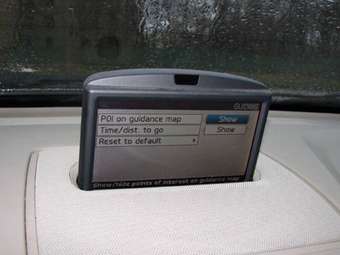 GUIDING
POI on guidance map Show
Time/dist. to go Show
Reset to default
Show/hide points of interest on guidance map